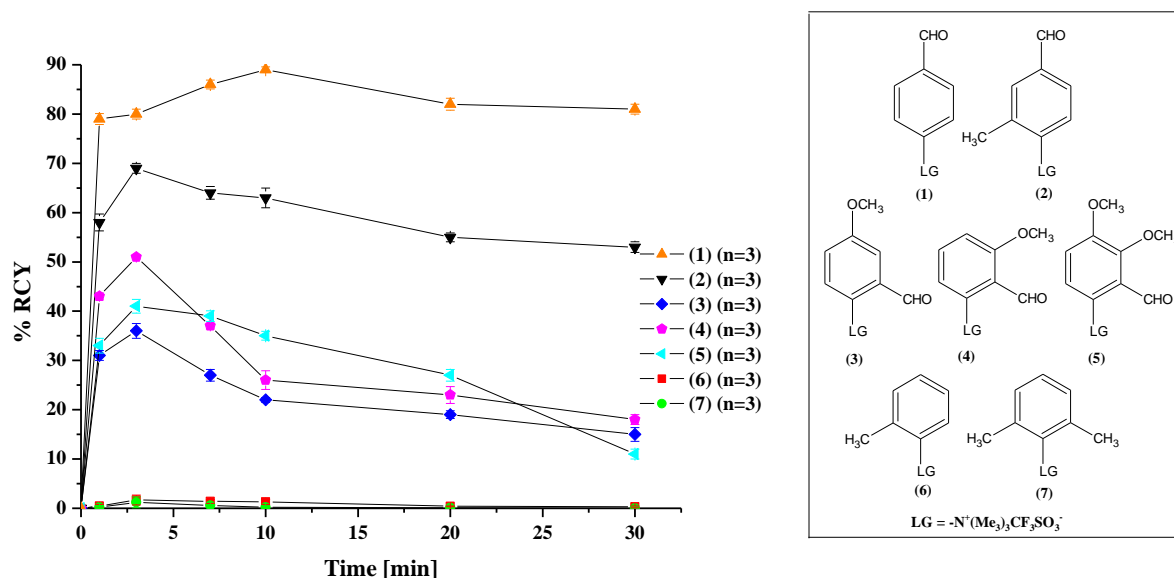 90
80
70
60
50
40
30
20
10
0
% RCY
0
5
10
15
20
25
30
Time [min]
(1) (n=3)
(2) (n=3)
(3) (n=3)
(4) (n=3)
(5) (n=3)
(6) (n=3)
(7) (n=3)
CHO
LG
(1)
CHO
H₃C
LG
(2)
OCH₃
CHO
LG
(3)
OCH₃
CHO
LG
(4)
OCH₃
OCH
CHO
LG
(5)
H₃C
LG
(6)
H₃C
CH₃
LG
(7)
LG = -N⁺(Me₃)₃CF₃SO₃⁻